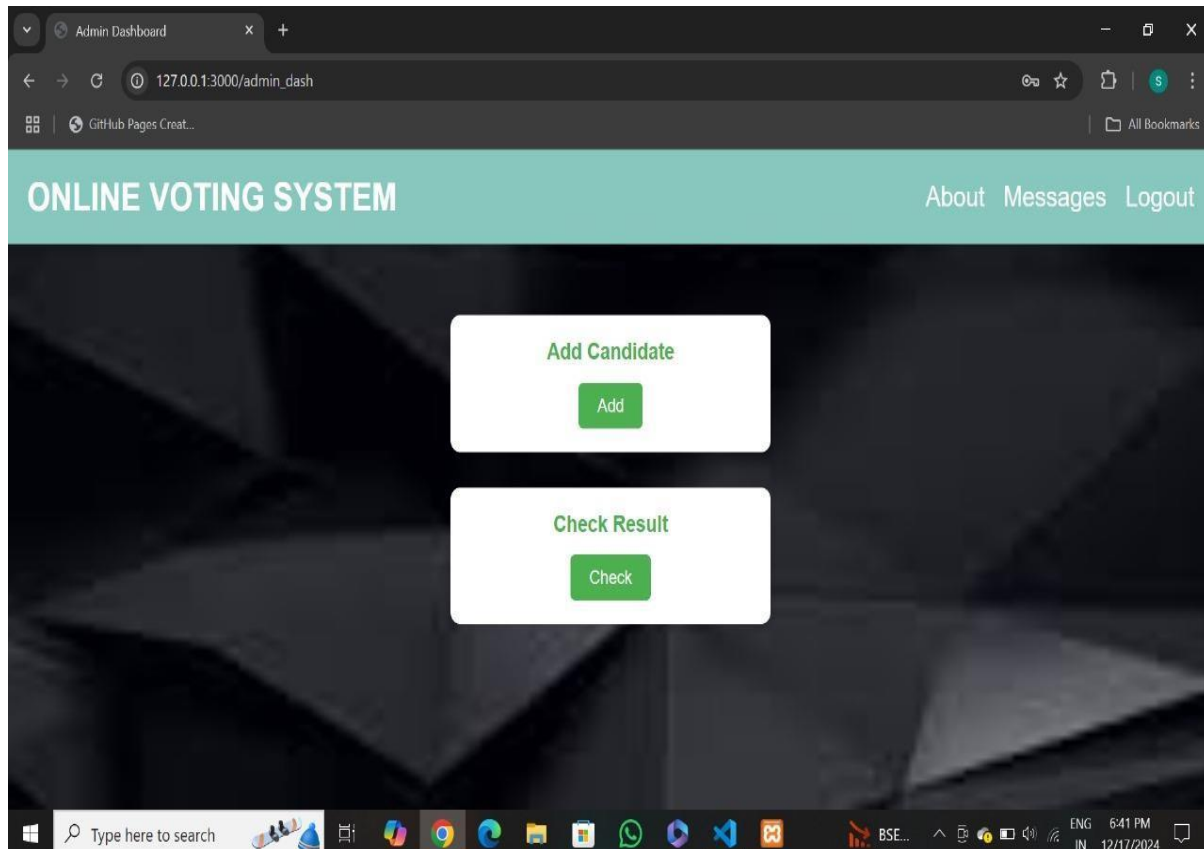 Admin Dashboard
127.0.0.1:3000/admin_dash
S
GitHub Pages Creat...
All Bookmarks
ONLINE VOTING SYSTEM
About Messages Logout
Add Candidate
Add
Check Result
Check
Type here to search
BSE...
ENG
IN
6:41 PM
12/17/2024